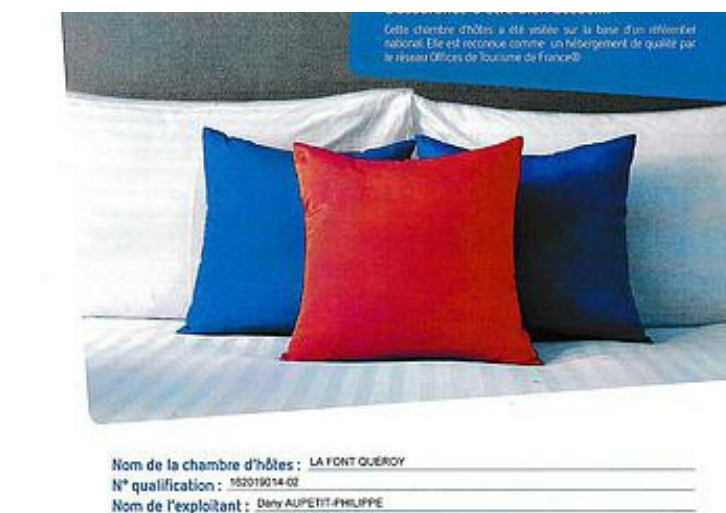 Cette chambre d'hôtes a été visitée sur la base d'un référentiel
national. Elle est reconnue comme un hébergement de qualité par
le réseau Offices de Tourisme de France®
Nom de la chambre d'hôtes : LA FONT QUEROY
N° qualification : 162019014-02
Nom de l'exploitant : Dany AUPETIT-PHILIPPE